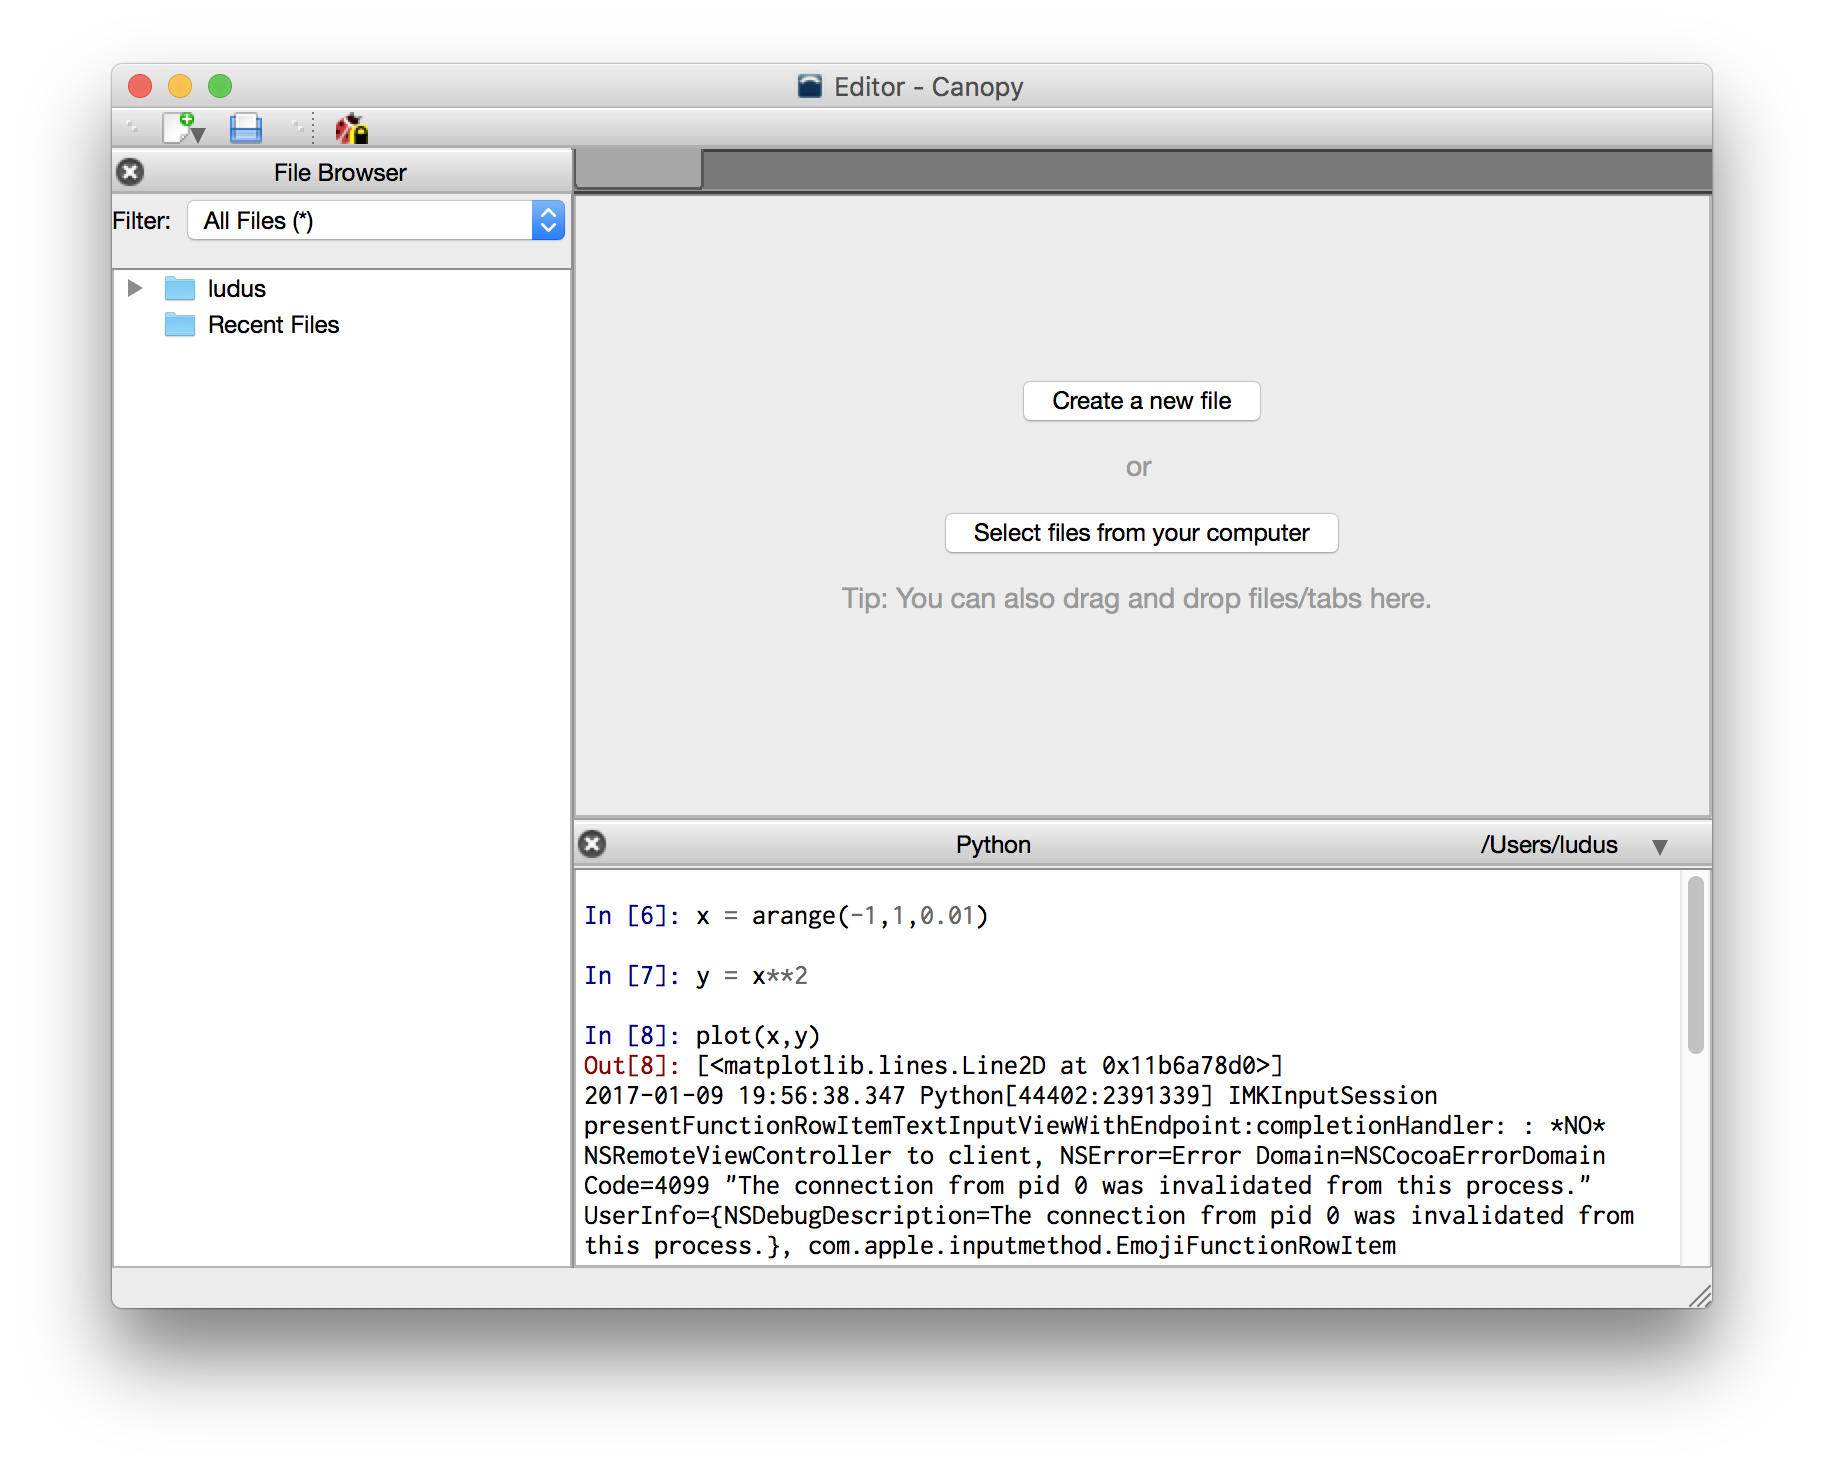 Editor - Canopy
File Browser
Filter: All Files (*)
ludus
Recent Files
Create a new file
or
Select files from your computer
Tip: You can also drag and drop files/tabs here.
Python /Users/ludus
In [6]: x = arange(-1,1,0.01)
In [7]: y = x**2
In [8]: plot(x,y)
Out[8]: [<matplotlib.lines.Line2D at 0x11b6a78d0>]
2017-01-09 19:56:38.347 Python[44402:2391339] IMKInputSession
presentFunctionRowItemTextInputViewWithEndpoint:completionHandler: : *NO*
NSRemoteViewController to client, NSError=Error Domain=NSCocoaErrorDomain
Code=4099 "The connection from pid 0 was invalidated from this process."
UserInfo={NSDebugDescription=The connection from pid 0 was invalidated from
this process.}, com.apple.inputmethod.EmojiFunctionRowItem